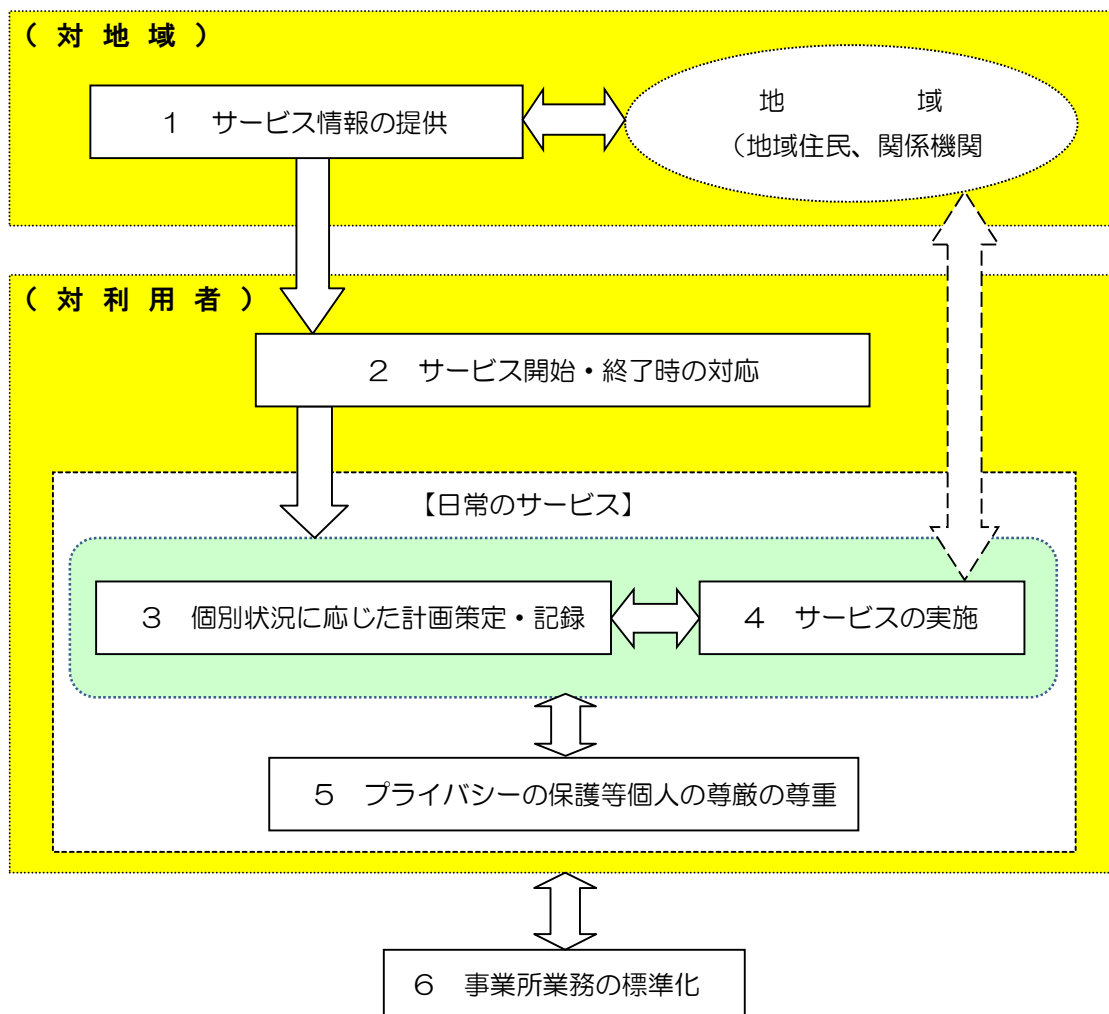 （ 対 地 域 ）
１　サービス情報の提供
地　　　　域
（地域住民、関係機関
（ 対 利 用 者 ）
２　サービス開始・終了時の対応
【日常のサービス】
３　個別状況に応じた計画策定・記録
４　サービスの実施
５　プライバシーの保護等個人の尊厳の尊重
６　事業所業務の標準化